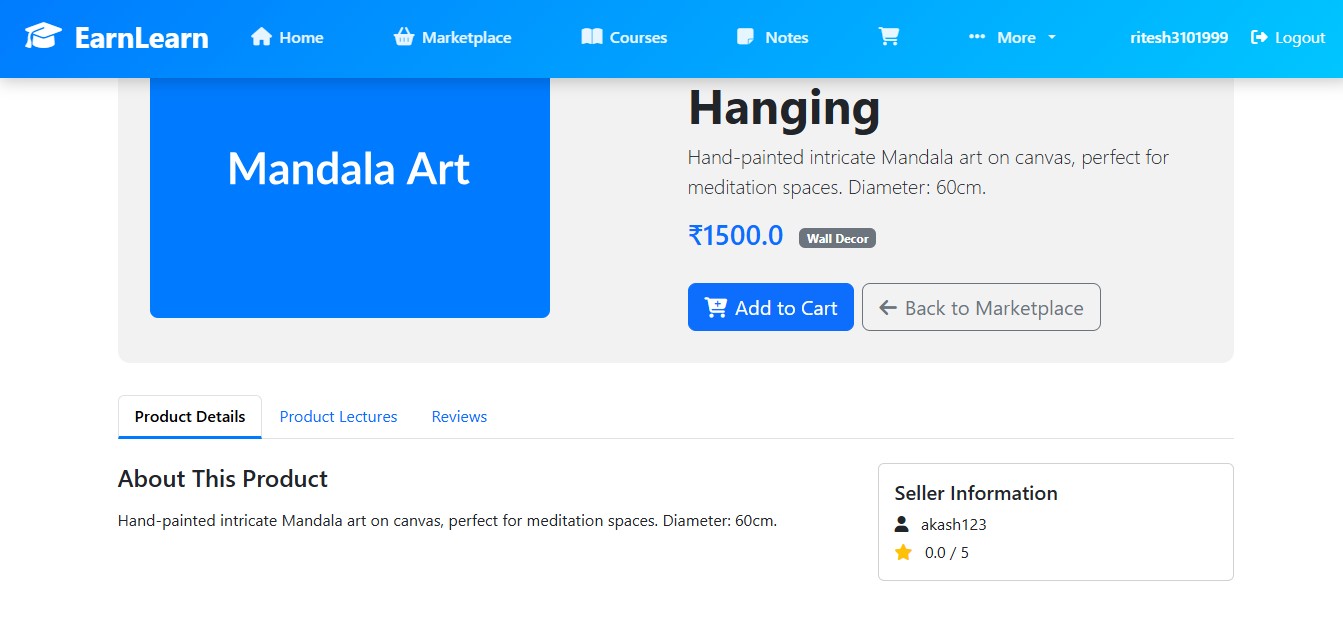 EarnLearn Home Marketplace Courses Notes More ritesh3101999 Logout
Mandala Art
Hanging
Hand-painted intricate Mandala art on canvas, perfect for
meditation spaces. Diameter: 60cm.
₹1500.0 Wall Decor
Add to Cart Back to Marketplace
Product Details Product Lectures Reviews
About This Product
Hand-painted intricate Mandala art on canvas, perfect for meditation spaces. Diameter: 60cm.
Seller Information
akash123
0.0 / 5